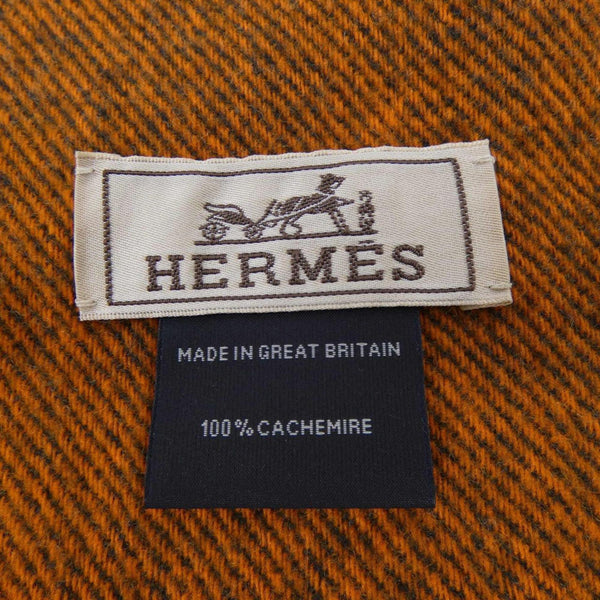 HERMÈS
MADE IN GREAT BRITAIN
100% CACHEMIRE